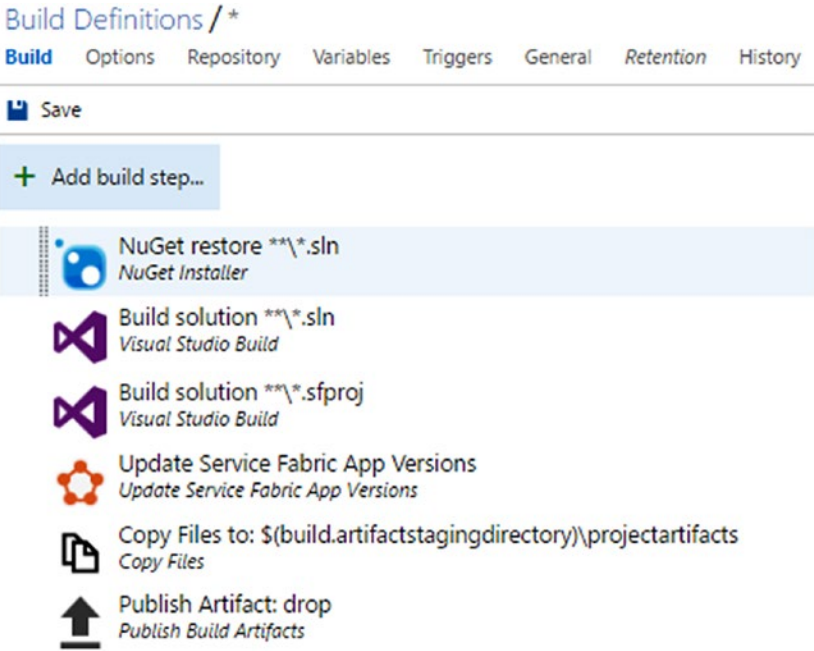 Build Definitions / *
Build Options Repository Variables Triggers General Retention History
Save
+ Add build step...
NuGet restore **\*.sln
NuGet Installer
Build solution **\*.sln
Visual Studio Build
Build solution **\*.sfproj
Visual Studio Build
Update Service Fabric App Versions
Update Service Fabric App Versions
Copy Files to: $(build.artifactstagingdirectory)\projectartifacts
Copy Files
Publish Artifact: drop
Publish Build Artifacts